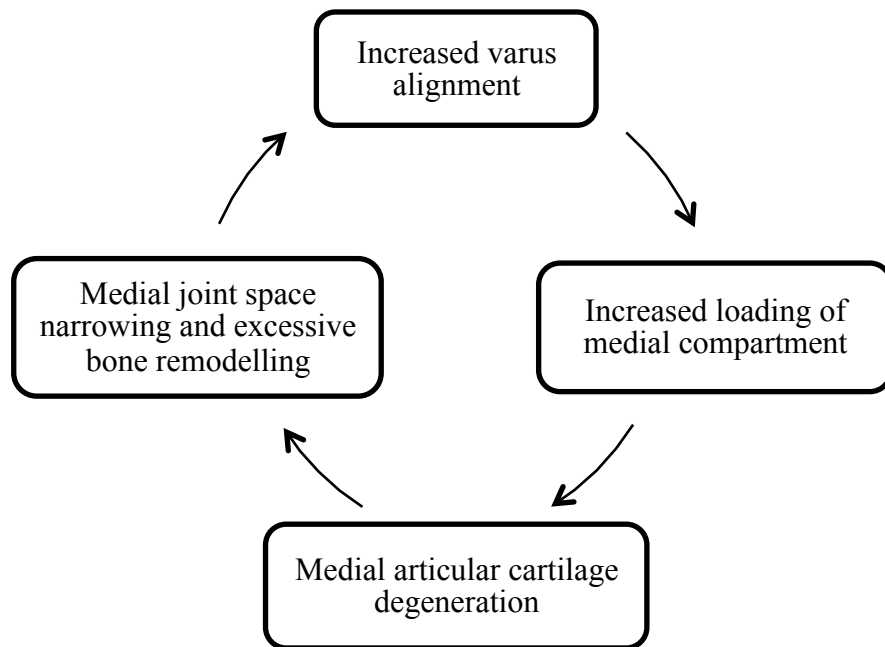 Increased varus
alignment
Increased loading of
medial compartment
Medial articular cartilage
degeneration
Medial joint space
narrowing and excessive
bone remodelling